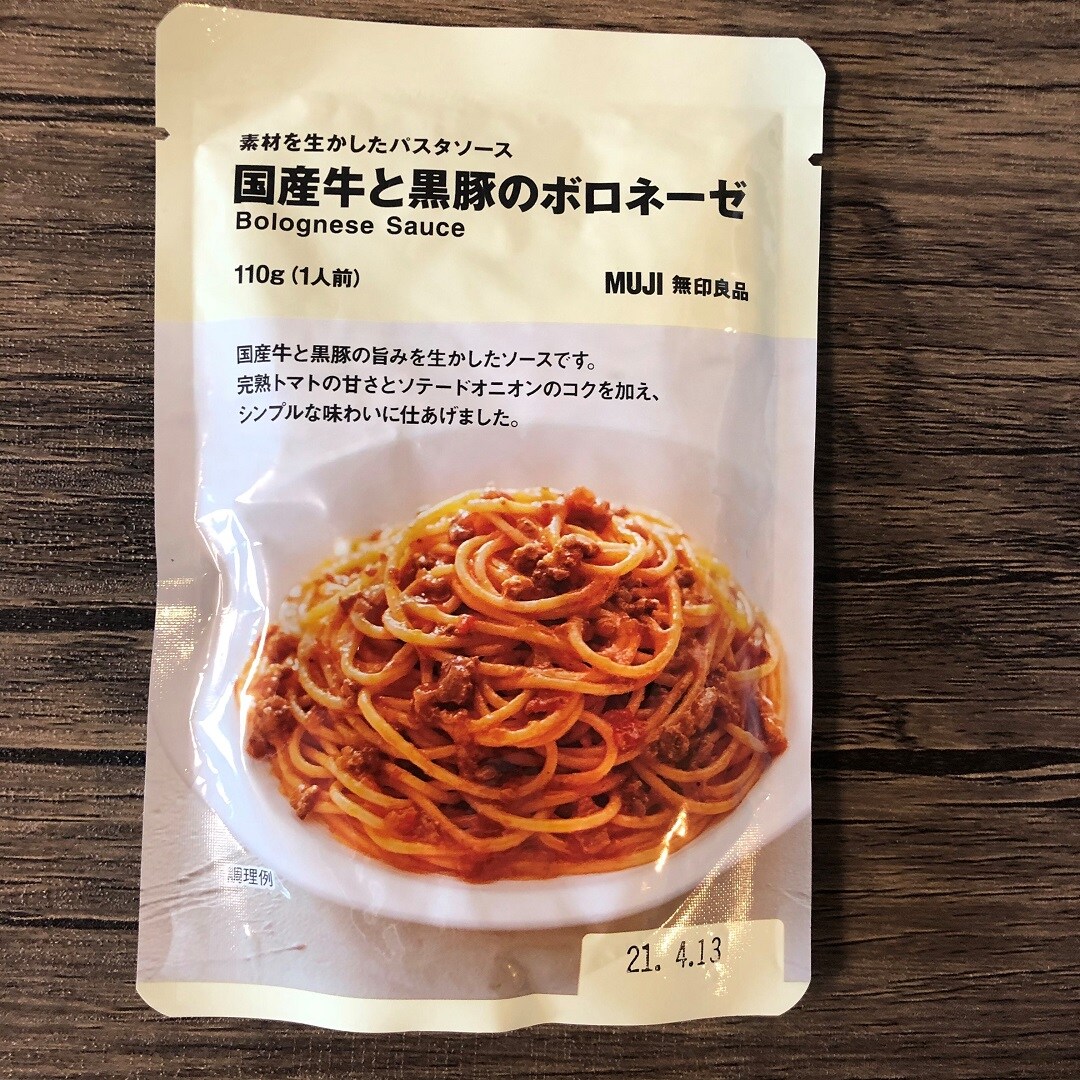 素材を生かしたパスタソース
国産牛と黒豚のボロネーゼ
Bolognese Sauce
110g（1人前）
MUJI 無印良品
国産牛と黒豚の旨みを生かしたソースです。
完熟トマトの甘さとソテードオニオンのコクを加え、
シンプルな味わいに仕あげました。
調理例
21. 4.13